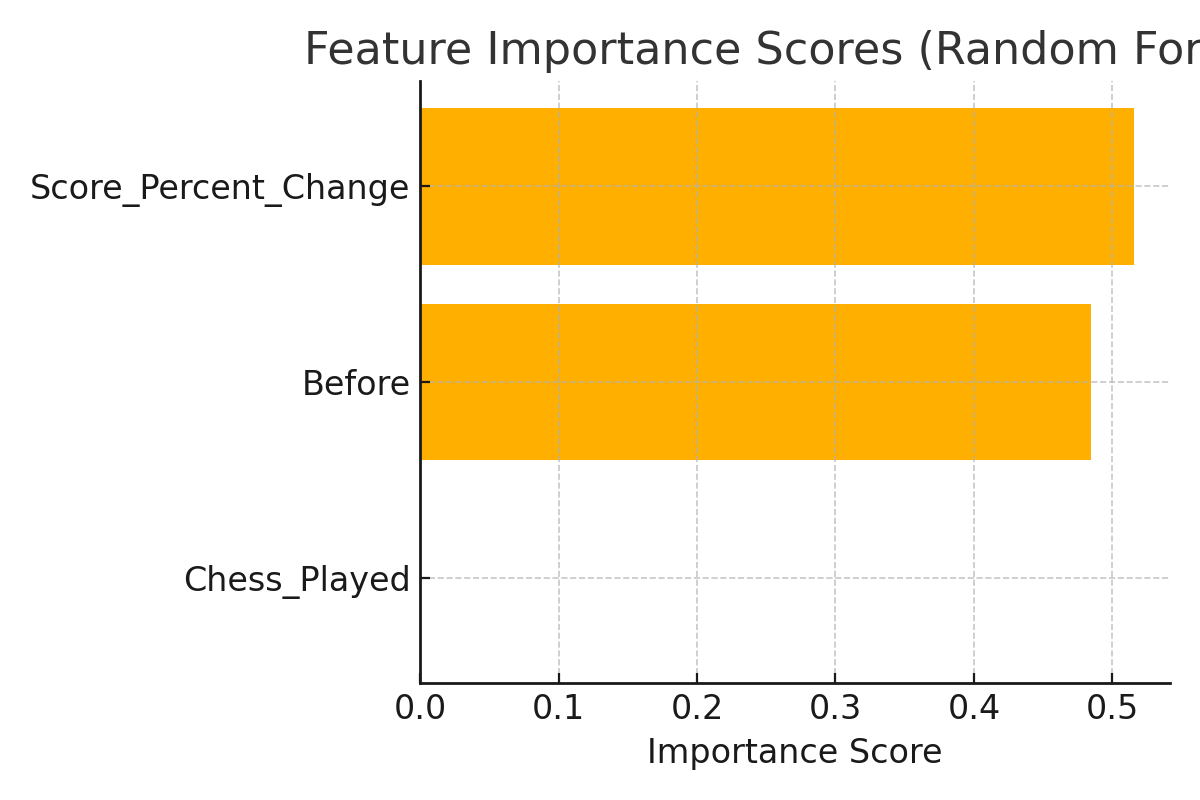 Feature Importance Scores (Random For
Score_Percent_Change
Before
Chess_Played
0.0 0.1 0.2 0.3 0.4 0.5
Importance Score